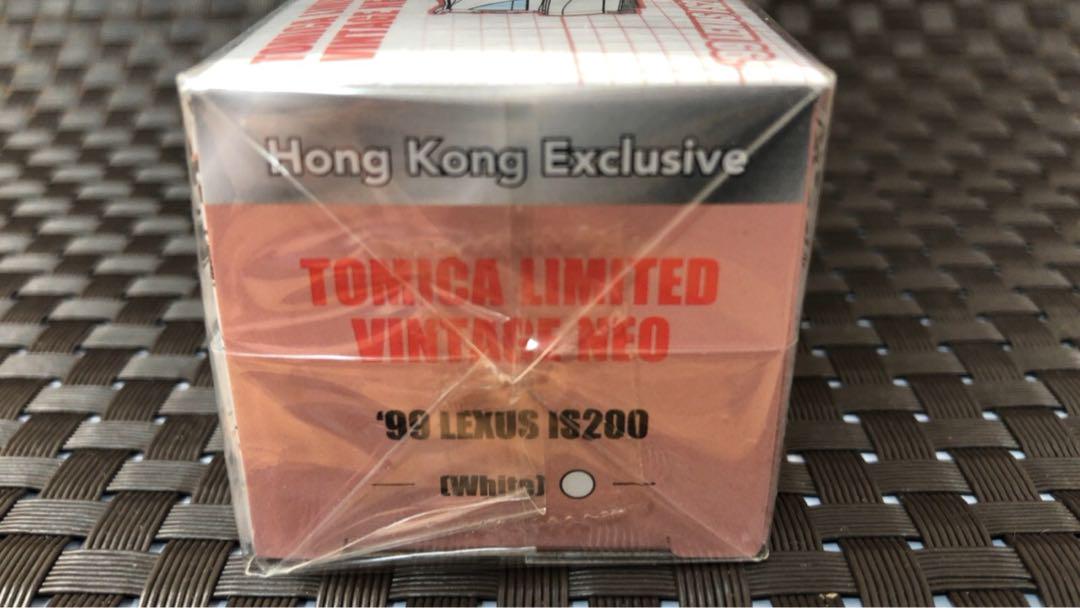 Hong Kong Exclusive
TOMICA LIMITED
VINTAGE NEO
'99 LEXUS IS200
(White)